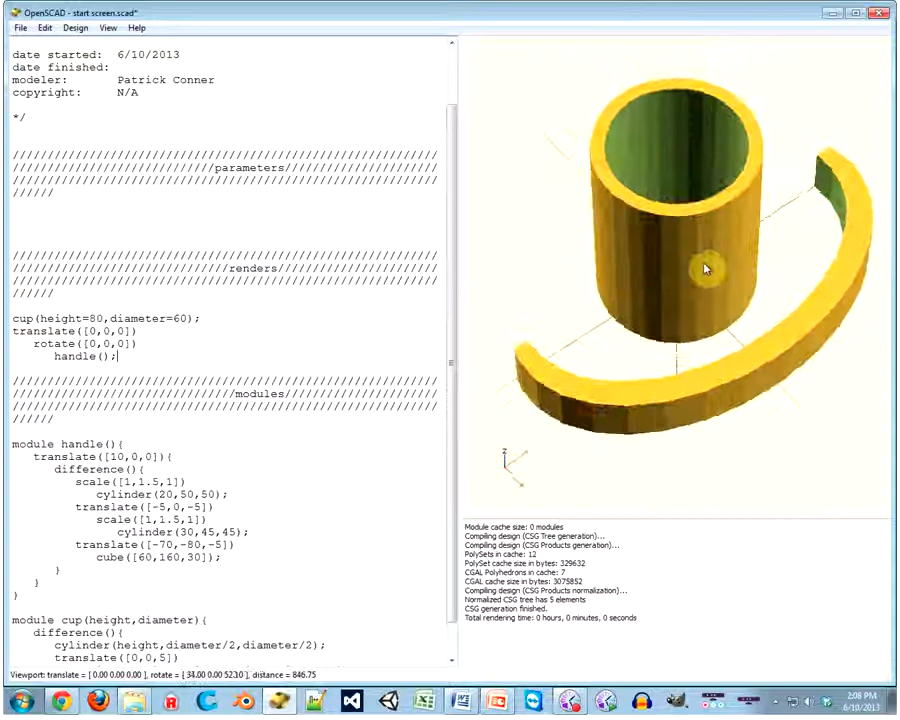 OpenSCAD - start screen.scad*
File Edit Design View Help
date started: 6/10/2013
date finished:
modeler: Patrick Conner
copyright: N/A
*/
/////////////////////////////////////////////////////////////
/////////////////////////////parameters//////////////////////
/////////////////////////////////////////////////////////////
//////
/////////////////////////////////////////////////////////////
///////////////////////////////renders///////////////////////
/////////////////////////////////////////////////////////////
//////
cup(height=80,diameter=60);
translate([0,0,0])
rotate([0,0,0])
handle();
/////////////////////////////////////////////////////////////
////////////////////////////////modules//////////////////////
/////////////////////////////////////////////////////////////
//////
module handle(){
translate([10,0,0]){
difference(){
scale([1,1.5,1])
cylinder(20,50,50);
translate([-5,0,-5])
scale([1,1.5,1])
cylinder(30,45,45);
translate([-70,-80,-5])
cube([60,160,30]);
}
}
}
module cup(height,diameter){
difference(){
cylinder(height,diameter/2,diameter/2);
translate([0,0,5])
z
Module cache size: 0 modules
Compiling design (CSG Tree generation)...
Compiling design (CSG Products generation)...
PolySets in cache: 12
PolySet cache size in bytes: 329632
CGAL Polyhedrons in cache: 7
CGAL cache size in bytes: 3075852
Compiling design (CSG Products normalization)...
Normalized CSG tree has 5 elements
CSG generation finished.
Total rendering time: 0 hours, 0 minutes, 0 seconds
Viewport: translate = [ 0.00 0.00 0.00 ], rotate = [ 34.00 0.00 52.10 ], distance = 846.75
2:08 PM
6/10/2013